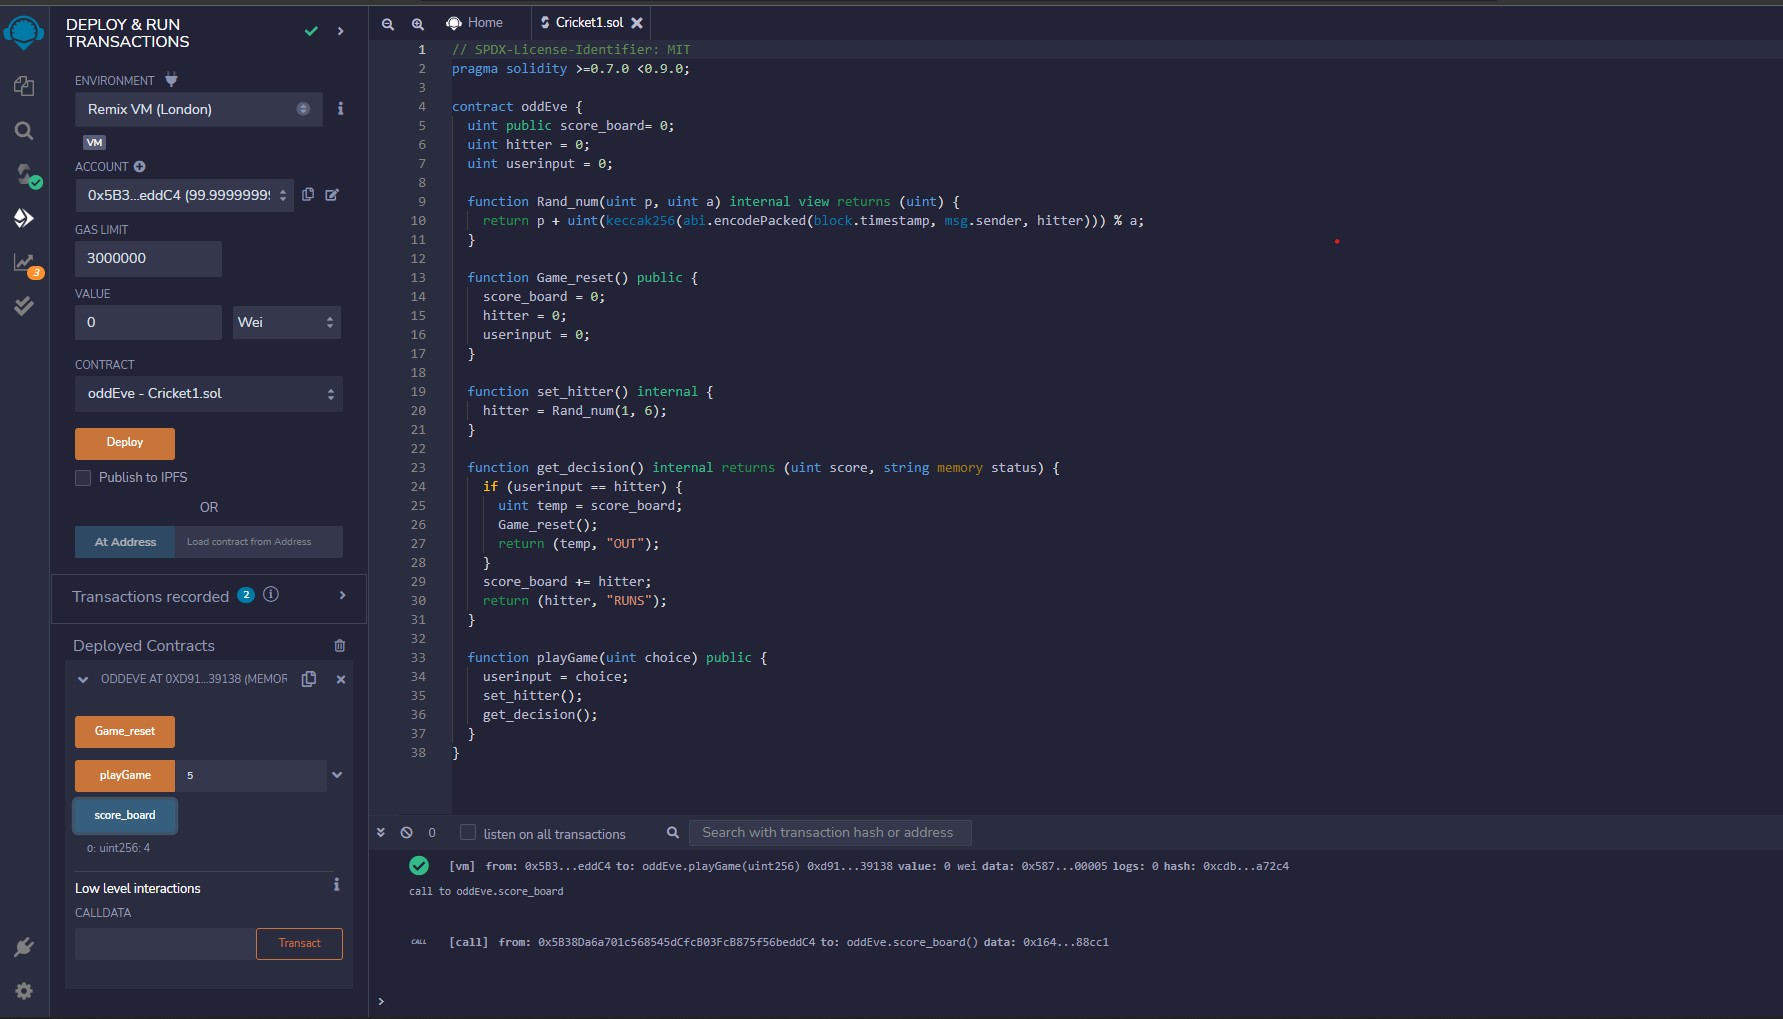 DEPLOY & RUN
TRANSACTIONS
ENVIRONMENT
Remix VM (London)
VM
ACCOUNT
0x5B3...eddC4 (99.9999999
GAS LIMIT
3000000
VALUE
0
Wei
CONTRACT
oddEve - Cricket1.sol
Deploy
Publish to IPFS
OR
At Address Load contract from Address
Transactions recorded 2
Deployed Contracts
ODDEVE AT 0XD91...39138 (MEMOR
Game_reset
playGame 5
score_board
0: uint256: 4
Low level interactions
CALLDATA
Transact
3
Home Cricket1.sol
1 // SPDX-License-Identifier: MIT
2 pragma solidity >=0.7.0 <0.9.0;
3
4 contract oddEve {
5 uint public score_board= 0;
6 uint hitter = 0;
7 uint userinput = 0;
8
9 function Rand_num(uint p, uint a) internal view returns (uint) {
10 return p + uint(keccak256(abi.encodePacked(block.timestamp, msg.sender, hitter))) % a;
11 }
12
13 function Game_reset() public {
14 score_board = 0;
15 hitter = 0;
16 userinput = 0;
17 }
18
19 function set_hitter() internal {
20 hitter = Rand_num(1, 6);
21 }
22
23 function get_decision() internal returns (uint score, string memory status) {
24 if (userinput == hitter) {
25 uint temp = score_board;
26 Game_reset();
27 return (temp, "OUT");
28 }
29 score_board += hitter;
30 return (hitter, "RUNS");
31 }
32
33 function playGame(uint choice) public {
34 userinput = choice;
35 set_hitter();
36 get_decision();
37 }
38 }
0 listen on all transactions Search with transaction hash or address
[vm] from: 0x5B3...eddC4 to: oddEve.playGame(uint256) 0xd91...39138 value: 0 wei data: 0x587...00005 logs: 0 hash: 0xcdb...a72c4
call to oddEve.score_board
CALL [call] from: 0x5B38Da6a701c568545dCfcB03FcB875f56beddC4 to: oddEve.score_board() data: 0x164...88cc1
>